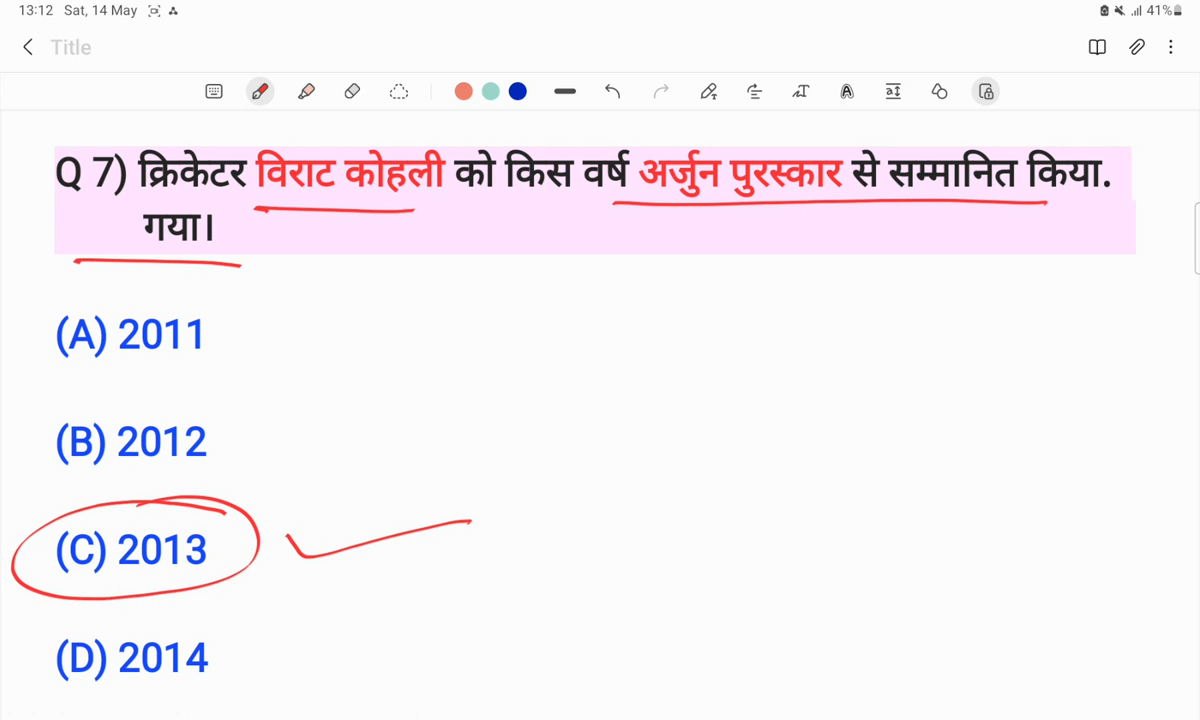 13:12 Sat, 14 May 41%
Title
Q 7) क्रिकेटर विराट कोहली को किस वर्ष अर्जुन पुरस्कार से सम्मानित किया.
गया।
(A) 2011
(B) 2012
(C) 2013
(D) 2014